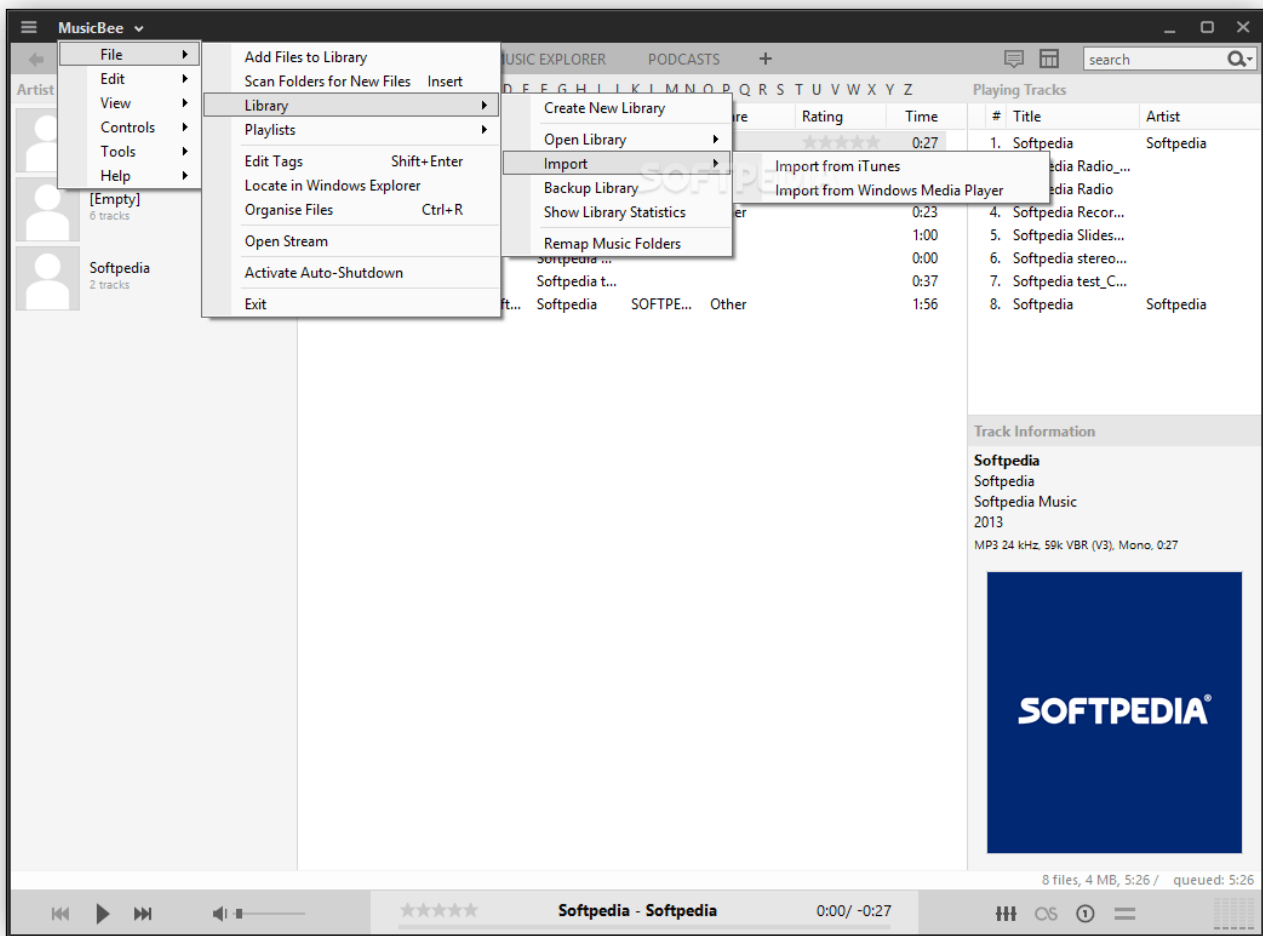 MusicBee
File
Edit
View
Controls
Tools
Help
Add Files to Library
Scan Folders for New Files Insert
Library
Playlists
Edit Tags Shift+Enter
Locate in Windows Explorer
Organise Files Ctrl+R
Open Stream
Activate Auto-Shutdown
Exit
Create New Library
Open Library
Import
Backup Library
Show Library Statistics
Remap Music Folders
Import from iTunes
Import from Windows Media Player
EXPLORER PODCASTS +
search
Artist
Q R S T U V W X Y Z
Rating Time
0:27
0:23
1:00
Softpedia ... 0:00
Softpedia t... 0:37
Softpedia SOFTPE... Other 1:56
[Empty]
6 tracks
Softpedia
2 tracks
Playing Tracks
# Title Artist
1. Softpedia Softpedia
Radio_...
Radio
4. Softpedia Recor...
5. Softpedia Slides...
6. Softpedia stereo...
7. Softpedia test_C...
8. Softpedia Softpedia
Track Information
Softpedia
Softpedia
Softpedia Music
2013
MP3 24 kHz, 59k VBR (V3), Mono, 0:27
SOFTPEDIA®
8 files, 4 MB, 5:26 / queued: 5:26
Softpedia - Softpedia 0:00/ -0:27